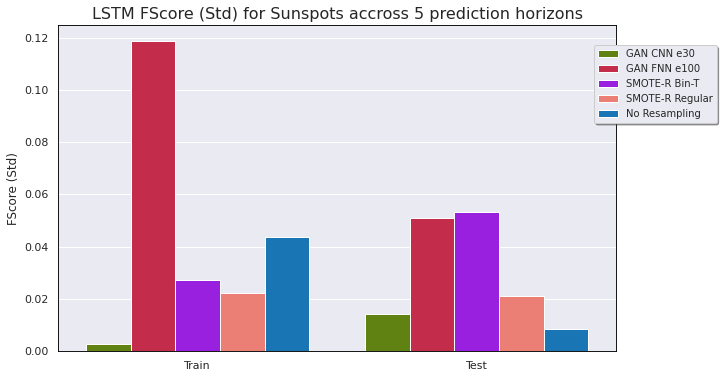 LSTM FScore (Std) for Sunspots accross 5 prediction horizons
FScore (Std)
0.12
0.10
0.08
0.06
0.04
0.02
0.00
Train
Test
GAN CNN e30
GAN FNN e100
SMOTE-R Bin-T
SMOTE-R Regular
No Resampling